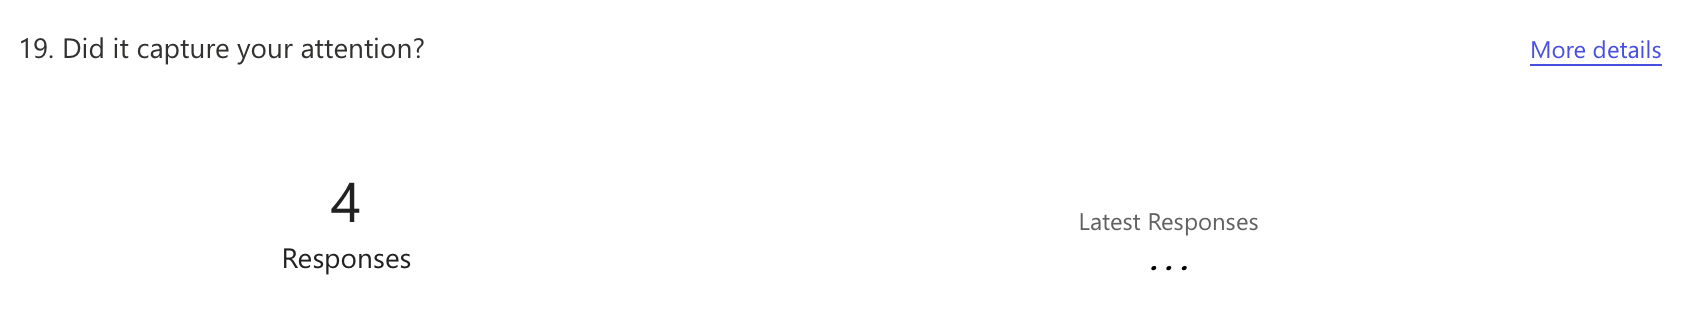 19. Did it capture your attention?
More details
4
Responses
Latest Responses
...